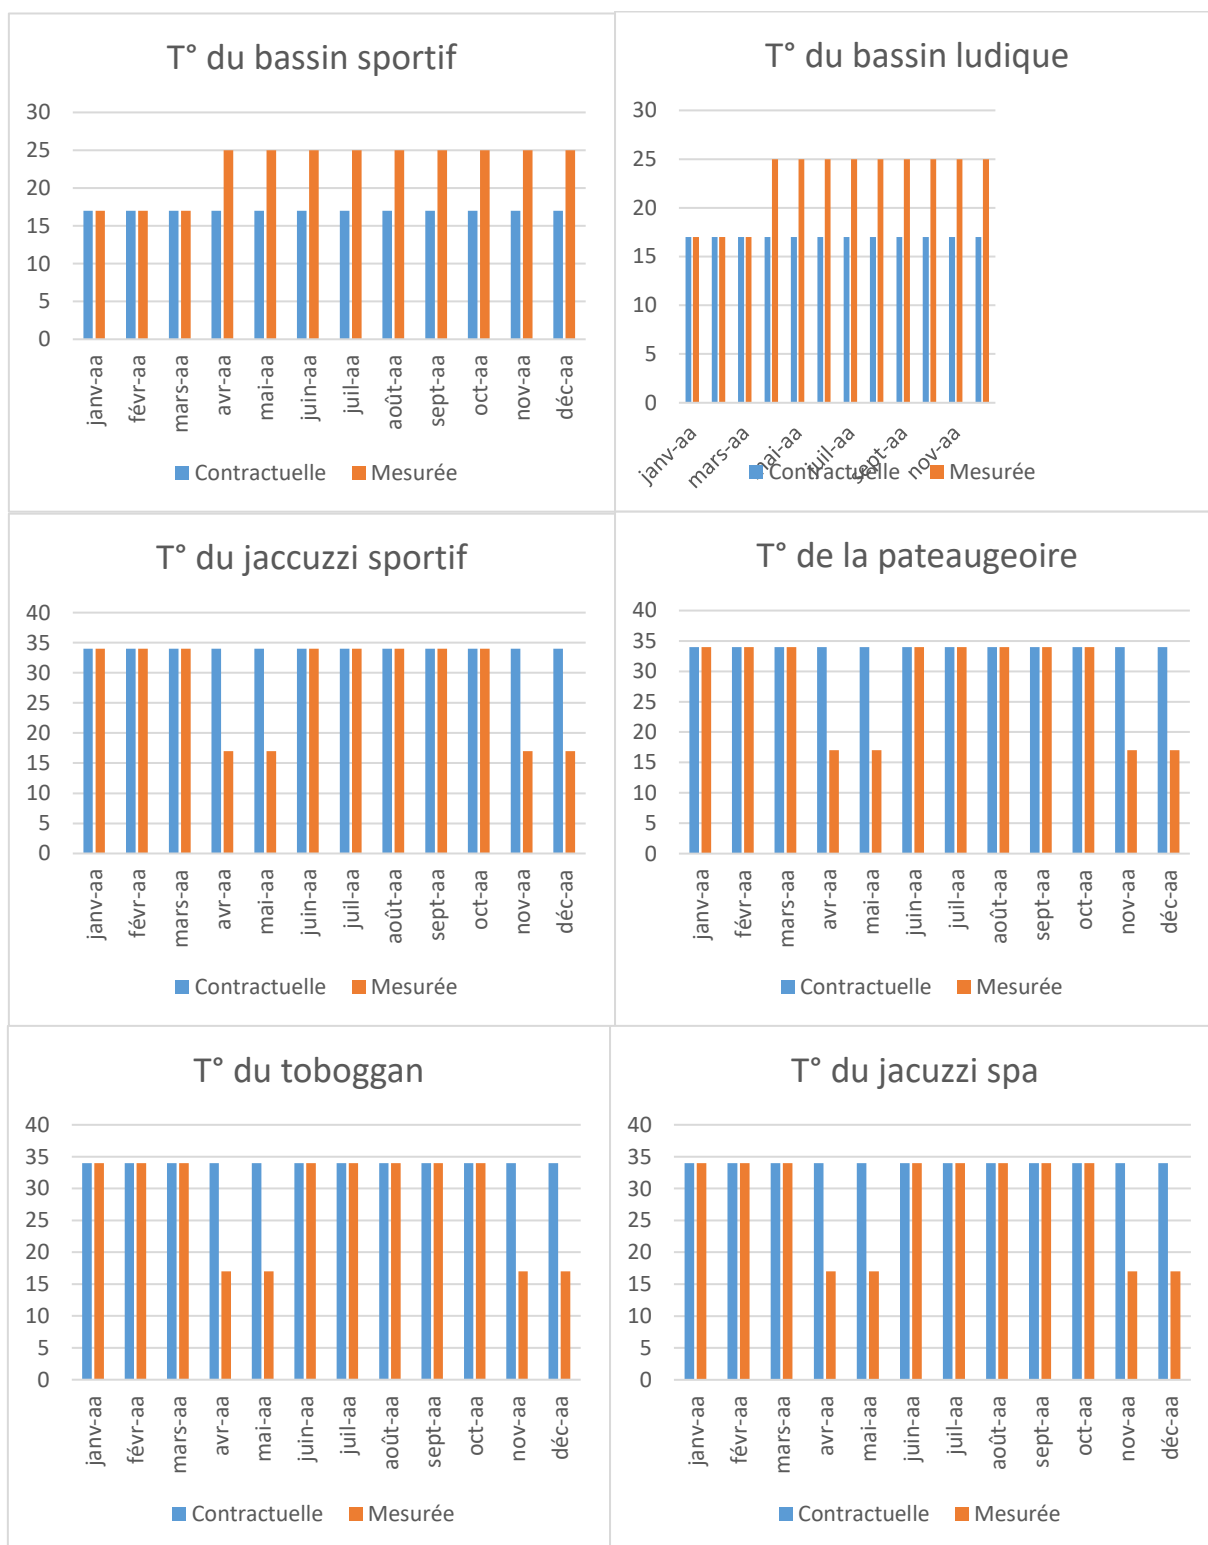 T° du bassin sportif
30
25
20
15
10
5
0
janv-aa
févr-aa
mars-aa
avr-aa
mai-aa
juin-aa
juil-aa
août-aa
sept-aa
oct-aa
nov-aa
déc-aa
Contractuelle Mesurée
T° du bassin ludique
30
25
20
15
10
5
0
janv-aa
mars-aa
mai-aa
juil-aa
sept-aa
nov-aa
Contractuelle Mesurée
T° du jaccuzzi sportif
40
35
30
25
20
15
10
5
0
janv-aa
févr-aa
mars-aa
avr-aa
mai-aa
juin-aa
juil-aa
août-aa
sept-aa
oct-aa
nov-aa
déc-aa
Contractuelle Mesurée
T° de la pateaugeoire
40
35
30
25
20
15
10
5
0
janv-aa
févr-aa
mars-aa
avr-aa
mai-aa
juin-aa
juil-aa
août-aa
sept-aa
oct-aa
nov-aa
déc-aa
Contractuelle Mesurée
T° du toboggan
40
35
30
25
20
15
10
5
0
janv-aa
févr-aa
mars-aa
avr-aa
mai-aa
juin-aa
juil-aa
août-aa
sept-aa
oct-aa
nov-aa
déc-aa
Contractuelle Mesurée
T° du jacuzzi spa
40
35
30
25
20
15
10
5
0
janv-aa
févr-aa
mars-aa
avr-aa
mai-aa
juin-aa
juil-aa
août-aa
sept-aa
oct-aa
nov-aa
déc-aa
Contractuelle Mesurée